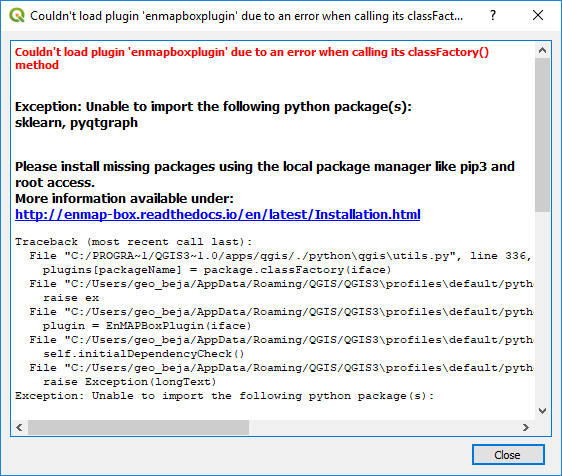 Couldn't load plugin 'enmapboxplugin' due to an error when calling its classFact...
Couldn't load plugin 'enmapboxplugin' due to an error when calling its classFactory()
method
Exception: Unable to import the following python package(s):
sklearn, pyqtgraph
Please install missing packages using the local package manager like pip3 and
root access.
More information available under:
http://enmap-box.readthedocs.io/en/latest/Installation.html
Traceback (most recent call last):
File "C:/PROGRA~1/QGIS3~1.0/apps/qgis/./python\qgis\utils.py", line 336,
plugins[packageName] = package.classFactory(iface)
File "C:/Users/geo_beja/AppData/Roaming/QGIS/QGIS3\profiles\default/pytho
raise ex
File "C:/Users/geo_beja/AppData/Roaming/QGIS/QGIS3\profiles\default/pytho
plugin = EnMAPBoxPlugin(iface)
File "C:/Users/geo_beja/AppData/Roaming/QGIS/QGIS3\profiles\default/pytho
self.initialDependencyCheck()
File "C:/Users/geo_beja/AppData/Roaming/QGIS/QGIS3\profiles\default/pytho
raise Exception(longText)
Exception: Unable to import the following python package(s):
Close